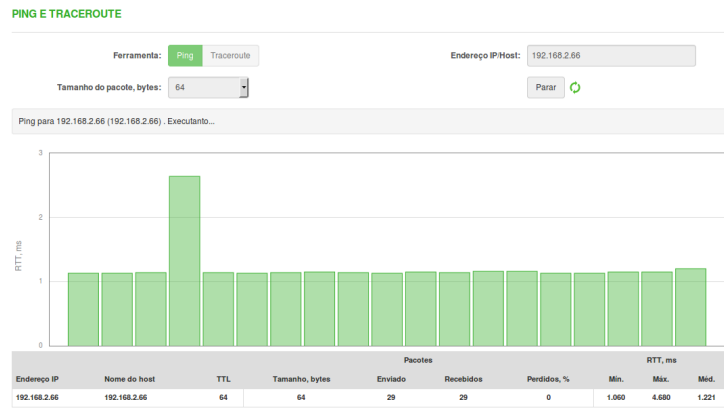 PING E TRACEROUTE
Ferramenta: Ping Traceroute Endereço IP/Host: 192.168.2.66
Tamanho do pacote, bytes: 64 Parar
Ping para 192.168.2.66 (192.168.2.66) . Executanto...
3
2
1
0
RTT, ms
Pacotes RTT, ms
Endereço IP Nome do host TTL Tamanho, bytes Enviado Recebidos Perdidos, % Mín. Máx. Méd.
192.168.2.66 192.168.2.66 64 64 29 29 0 1.060 4.680 1.221